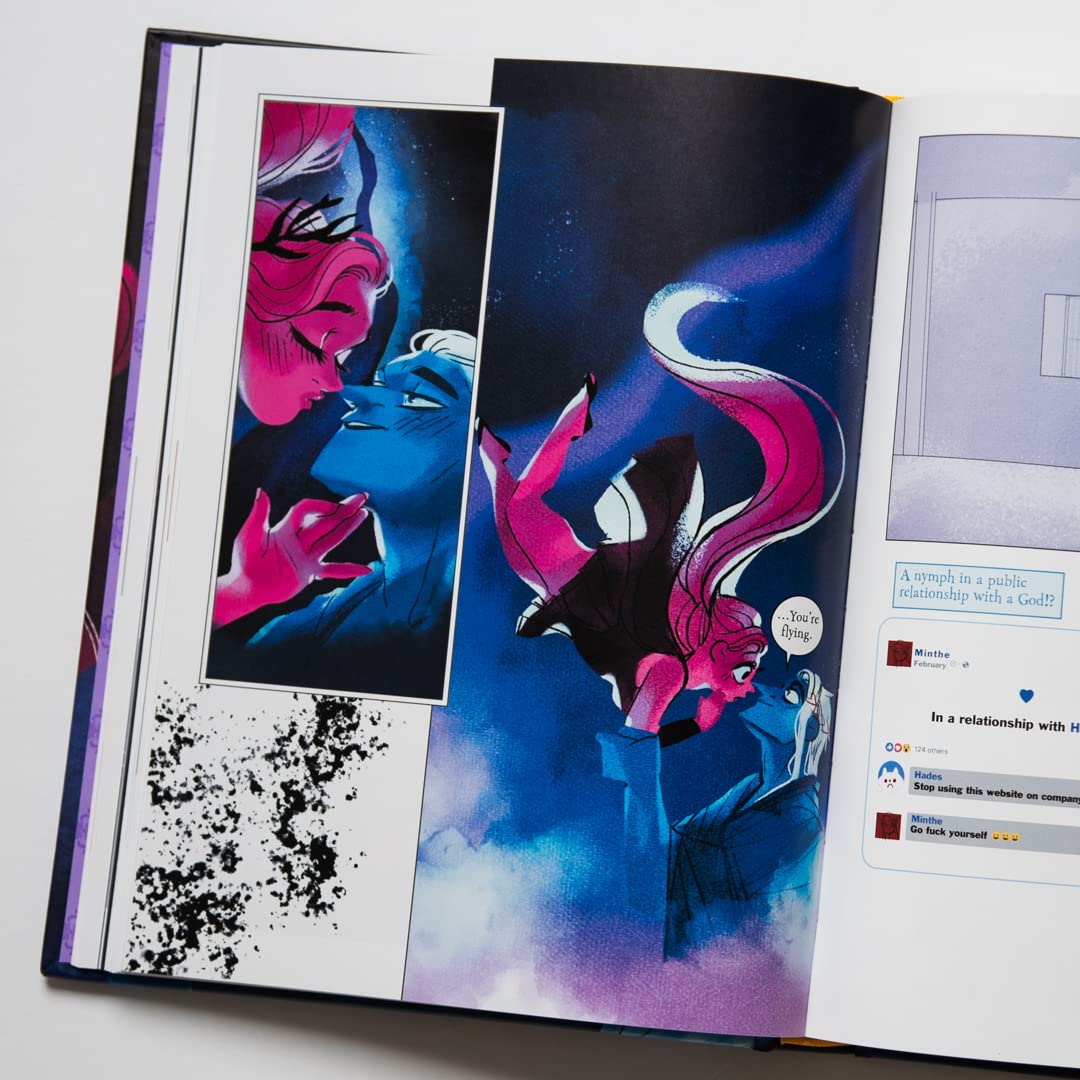 ...You're
flying.
A nymph in a public
relationship with a God!?
Minthe
February
In a relationship with H
124 others
Hades
Stop using this website on company
Minthe
Go fuck yourself 😀😀😀